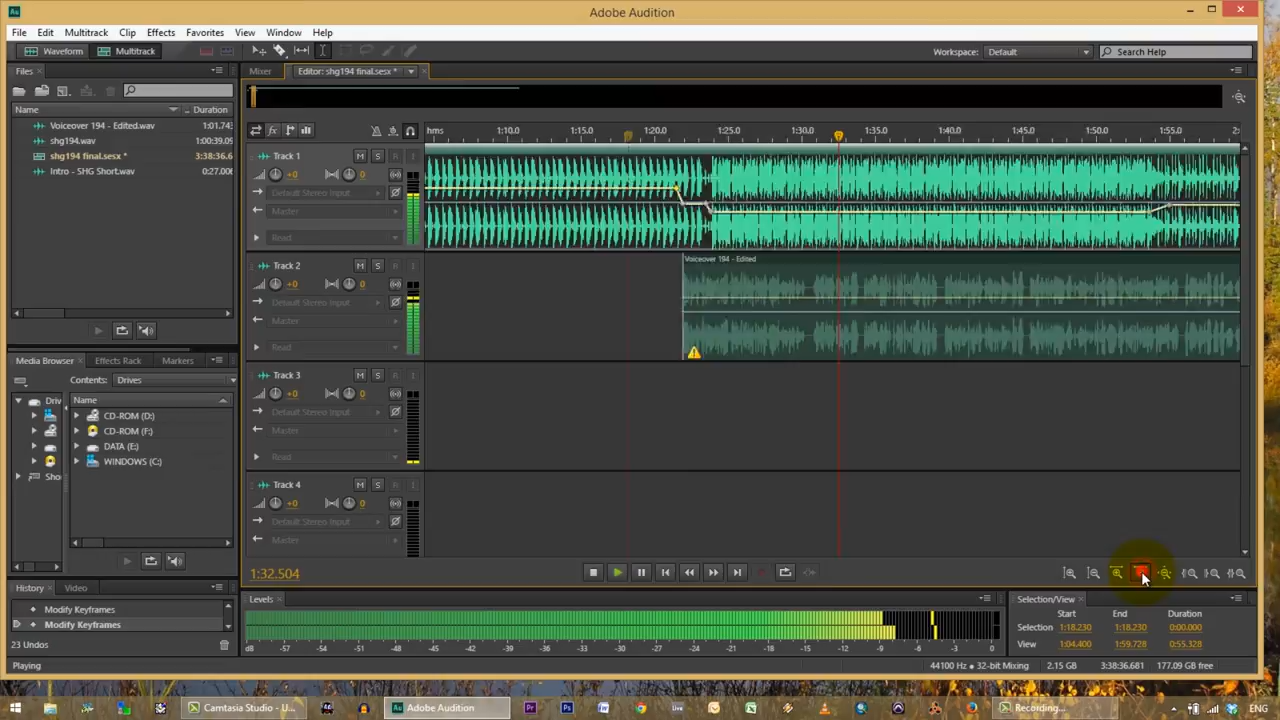 Au
Adobe Audition
File Edit Multitrack Clip Effects Favorites View Window Help
Waveform Multitrack
Workspace: Default Search Help
Files
Mixer Editor: shg194 final.sesx *
Name Duration
Voiceover 194 - Edited.wav 1:01.743
shg194.wav 1:00:39.09
shg194 final.sesx * 3:38:36.6
Intro - SHG Short.wav 0:27.006
fx
hms 1:10.0 1:15.0 1:20.0 1:25.0 1:30.0 1:35.0 1:40.0 1:45.0 1:50.0 1:55.0 2:
Track 1 M S R I
+0 0
Default Stereo Input
Master
Read
Track 2 M S R I
Voiceover 194 - Edited
+0 0
Default Stereo Input
Master
Read
Track 3 M S R I
+0 0
Default Stereo Input
Master
Read
Track 4 M S R I
+0 0
Default Stereo Input
Master
Media Browser Effects Rack Markers
Contents: Drives
Driv Name
CD-ROM (D:)
CD-ROM (F:)
DATA (E:)
WINDOWS (C:)
Sho
History Video
Modify Keyframes
Modify Keyframes
23 Undos
Playing
1:32.504
Levels
dB -57 -54 -51 -48 -45 -42 -39 -36 -33 -30 -27 -24 -21 -18 -15 -12 -9 -6 -3 0
Selection/View
Start End Duration
Selection 1:18.230 1:18.230 0:00.000
View 1:04.400 1:59.728 0:55.328
44100 Hz • 32-bit Mixing 2.15 GB 3:38:36.681 177.09 GB free
Camtasia Studio - U... Au Adobe Audition Pr Ps W Live Recording... ENG